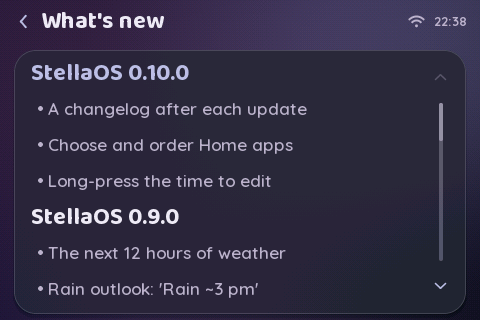 What's new
22:38
StellaOS 0.10.0
• A changelog after each update
• Choose and order Home apps
• Long-press the time to edit
StellaOS 0.9.0
• The next 12 hours of weather
• Rain outlook: 'Rain ~3 pm'